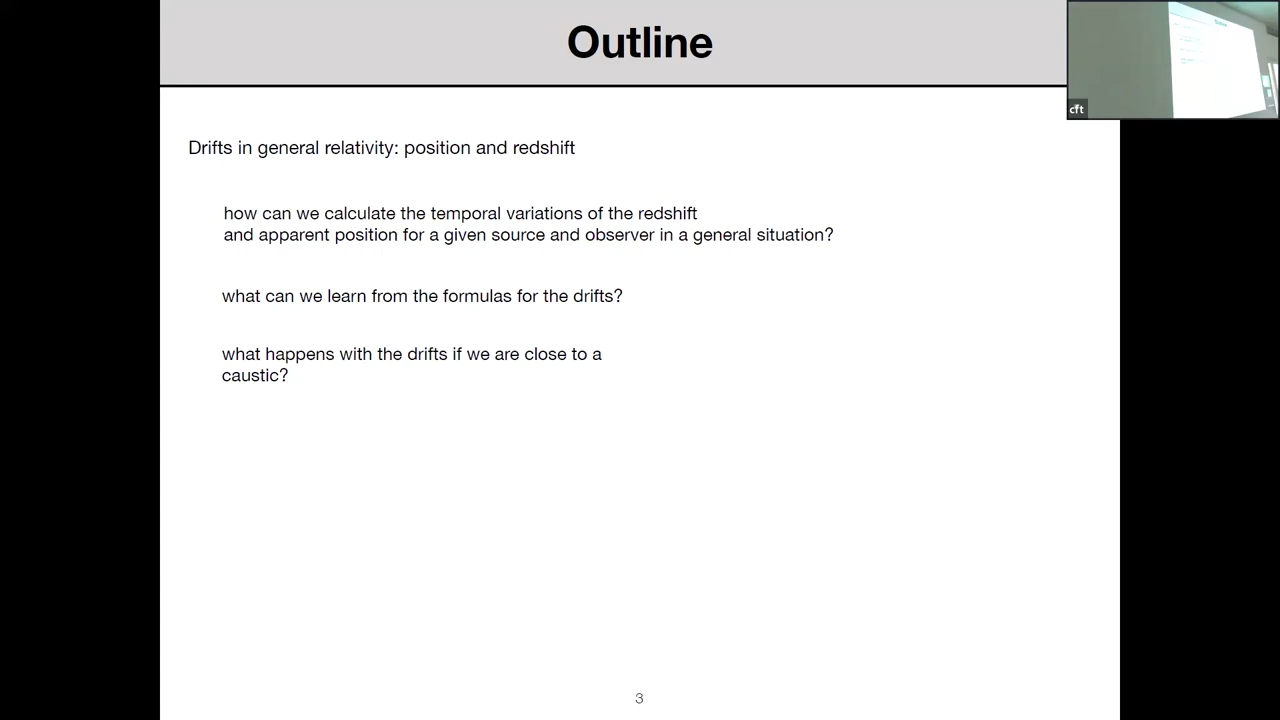 Outline
cft
Drifts in general relativity: position and redshift
how can we calculate the temporal variations of the redshift
and apparent position for a given source and observer in a general situation?
what can we learn from the formulas for the drifts?
what happens with the drifts if we are close to a
caustic?
3